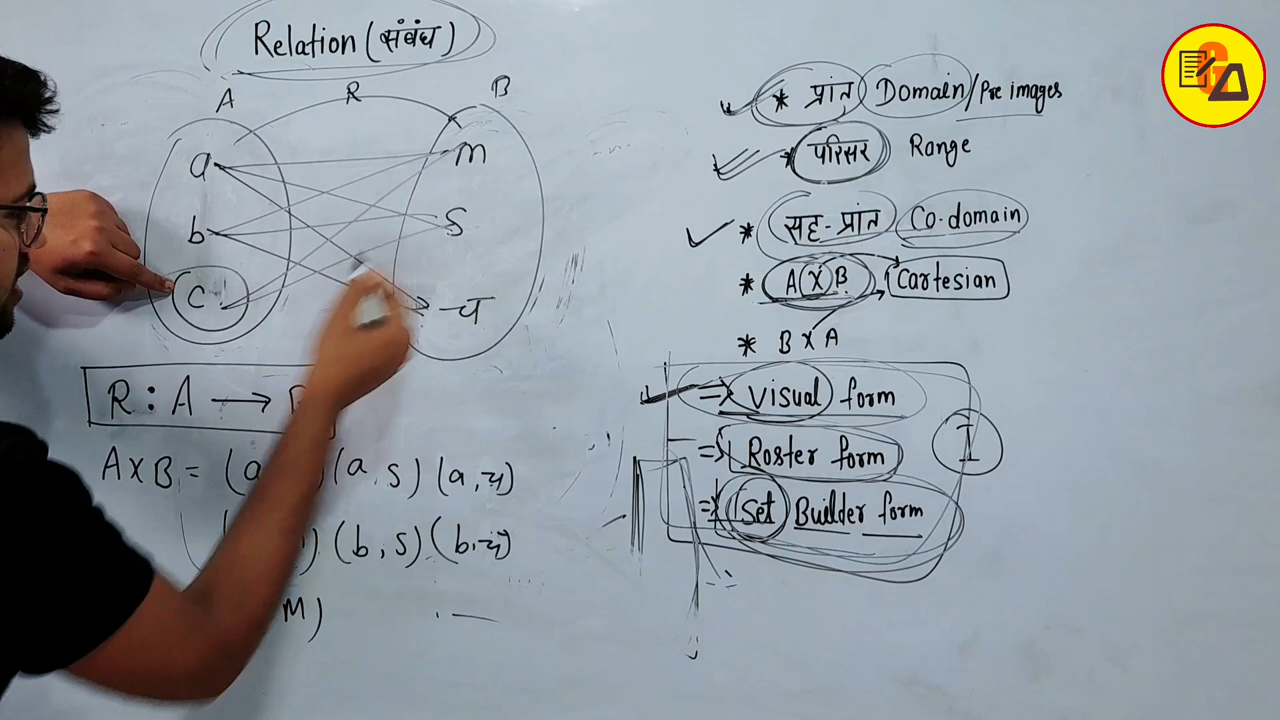 Relation (संबंध)
A R B
a m
b s
c च
R : A →
A X B = (a (a, s) (a, च)
) (b, s) (b, च)
M)
* प्रांत Domain / Pre images
* परिसर Range
* सह-प्रांत Co-domain
* A X B Cartesian
* B X A
⇒ Visual form
⇒ Roster form I
⇒ Set Builder form